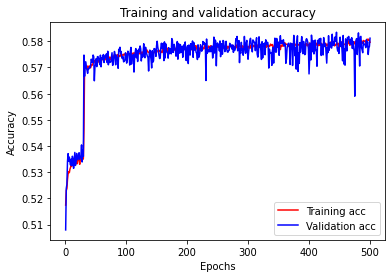 Training and validation accuracy
Accuracy
0.58
0.57
0.56
0.55
0.54
0.53
0.52
0.51
0 100 200 300 400 500
Epochs
Training acc
Validation acc